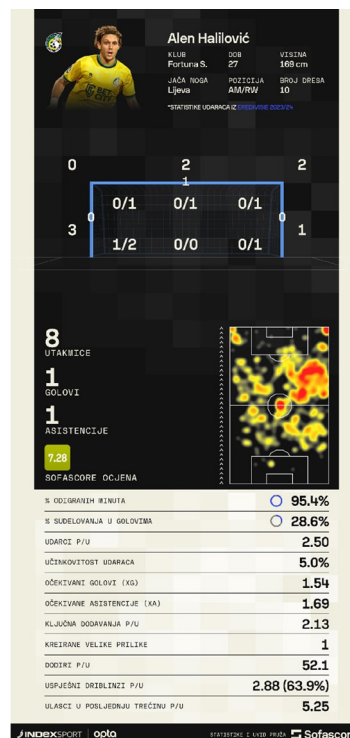 Alen Halilović
KLUB DOB VISINA
Fortuna S. 27 169 cm
JAČA NOGA POZICIJA BROJ DRESA
Lijeva AM/RW 10
*STATISTIKE UDARACA IZ EREDIVISIE 2023/24
BET
CITY
0 2 2
1
0/1 0/1 0/1
0 0
3 1
1/2 0/0 0/1
8
UTAKMICE
1
GOLOVI
1
ASISTENCIJE
7.28
SOFASCORE OCJENA
% ODIGRANIH MINUTA 95.4%
% SUDELOVANJA U GOLOVIMA 28.6%
UDARCI P/U 2.50
UČINKOVITOST UDARACA 5.0%
OČEKIVANI GOLOVI (XG) 1.54
OČEKIVANE ASISTENCIJE (XA) 1.69
KLJUČNA DODAVANJA P/U 2.13
KREIRANE VELIKE PRILIKE 1
DODIRI P/U 52.1
USPJEŠNI DRIBLINZI P/U 2.88 (63.9%)
ULASCI U POSLJEDNJU TREĆINU P/U 5.25
INDEXSPORT | opta STATISTIKE I UVID PRUŽA Sofascor